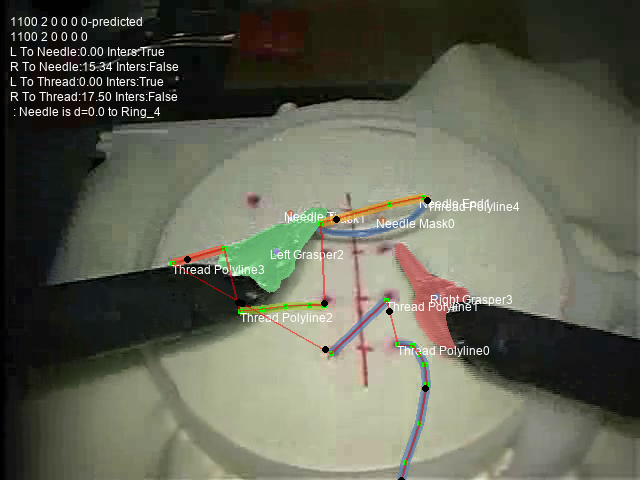 1100 2 0 0 0 0-predicted
1100 2 0 0 0 0
L To Needle:0.00 Inters:True
R To Needle:15.34 Inters:False
L To Thread:0.00 Inters:True
R To Thread:17.50 Inters:False
: Needle is d=0.0 to Ring_4
Needle End1
Thread Polyline4
Needle Mask0
Left Grasper2
Thread Polyline3
Right Grasper3
Thread Polyline1
Thread Polyline2
Thread Polyline0